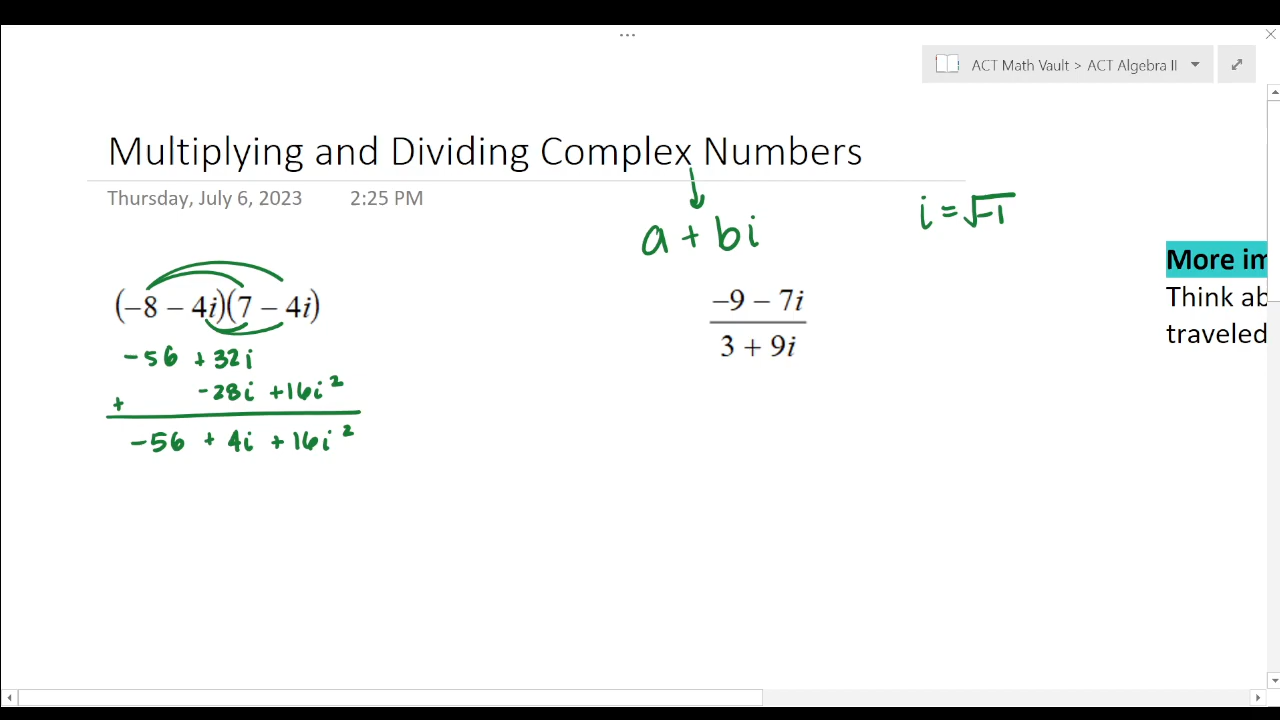 ...
ACT Math Vault > ACT Algebra II
Multiplying and Dividing Complex Numbers
Thursday, July 6, 2023 2:25 PM
i = √-1
a + bi
More im
(−8 − 4i)(7 − 4i)
−9 − 7i
3 + 9i
Think ab
traveled
-56 + 32i
+ -28i +16i²
-56 + 4i +16i²